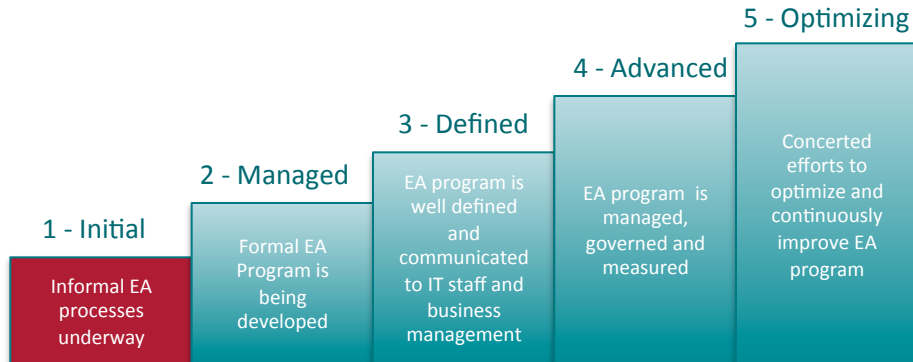 1 - Initial
Informal EA
processes
underway
2 - Managed
Formal EA
Program is
being
developed
3 - Defined
EA program is
well defined
and
communicated
to IT staff and
business
management
4 - Advanced
EA program is
managed,
governed and
measured
5 - Optimizing
Concerted
efforts to
optimize and
continuously
improve EA
program